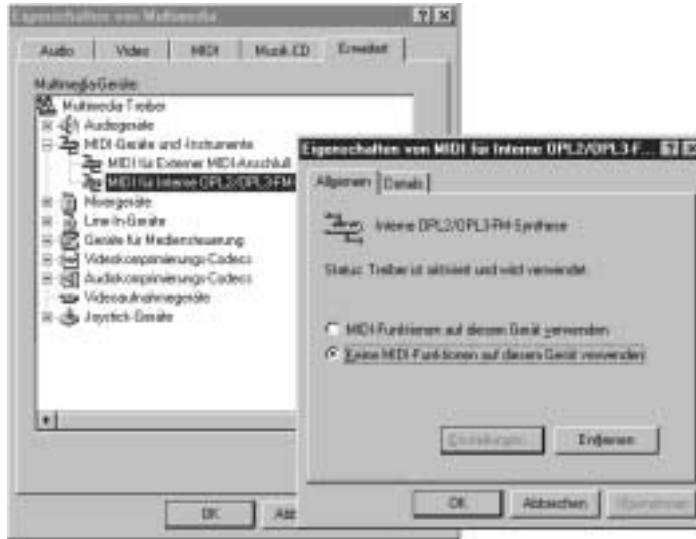 Eigenschaften von Multimedia
Audio
Video
MIDI
Musik-CD
Erweitert
Multimedia-Geräte:
Multimedia-Treiber
Audiogeräte
MIDI-Geräte und -Instrumente
MIDI für Externer MIDI-Anschluß
MIDI für Interne OPL2/OPL3-FM-
Mixergeräte
Line-In-Geräte
Geräte für Mediensteuerung
Videokomprimierungs-Codecs
Audiokomprimierungs-Codecs
Videoaufnahmegeräte
Joystick-Geräte
OK
Abb
Eigenschaften von MIDI für Interne OPL2/OPL3-F...
Allgemein
Details
Interne OPL2/OPL3-FM-Synthese
Status: Treiber ist aktiviert und wird verwendet.
MIDI-Funktionen auf diesem Gerät verwenden
Keine MIDI-Funktionen auf diesem Gerät verwenden
Einstellungen...
Entfernen
OK
Abbrechen
Übernehmen